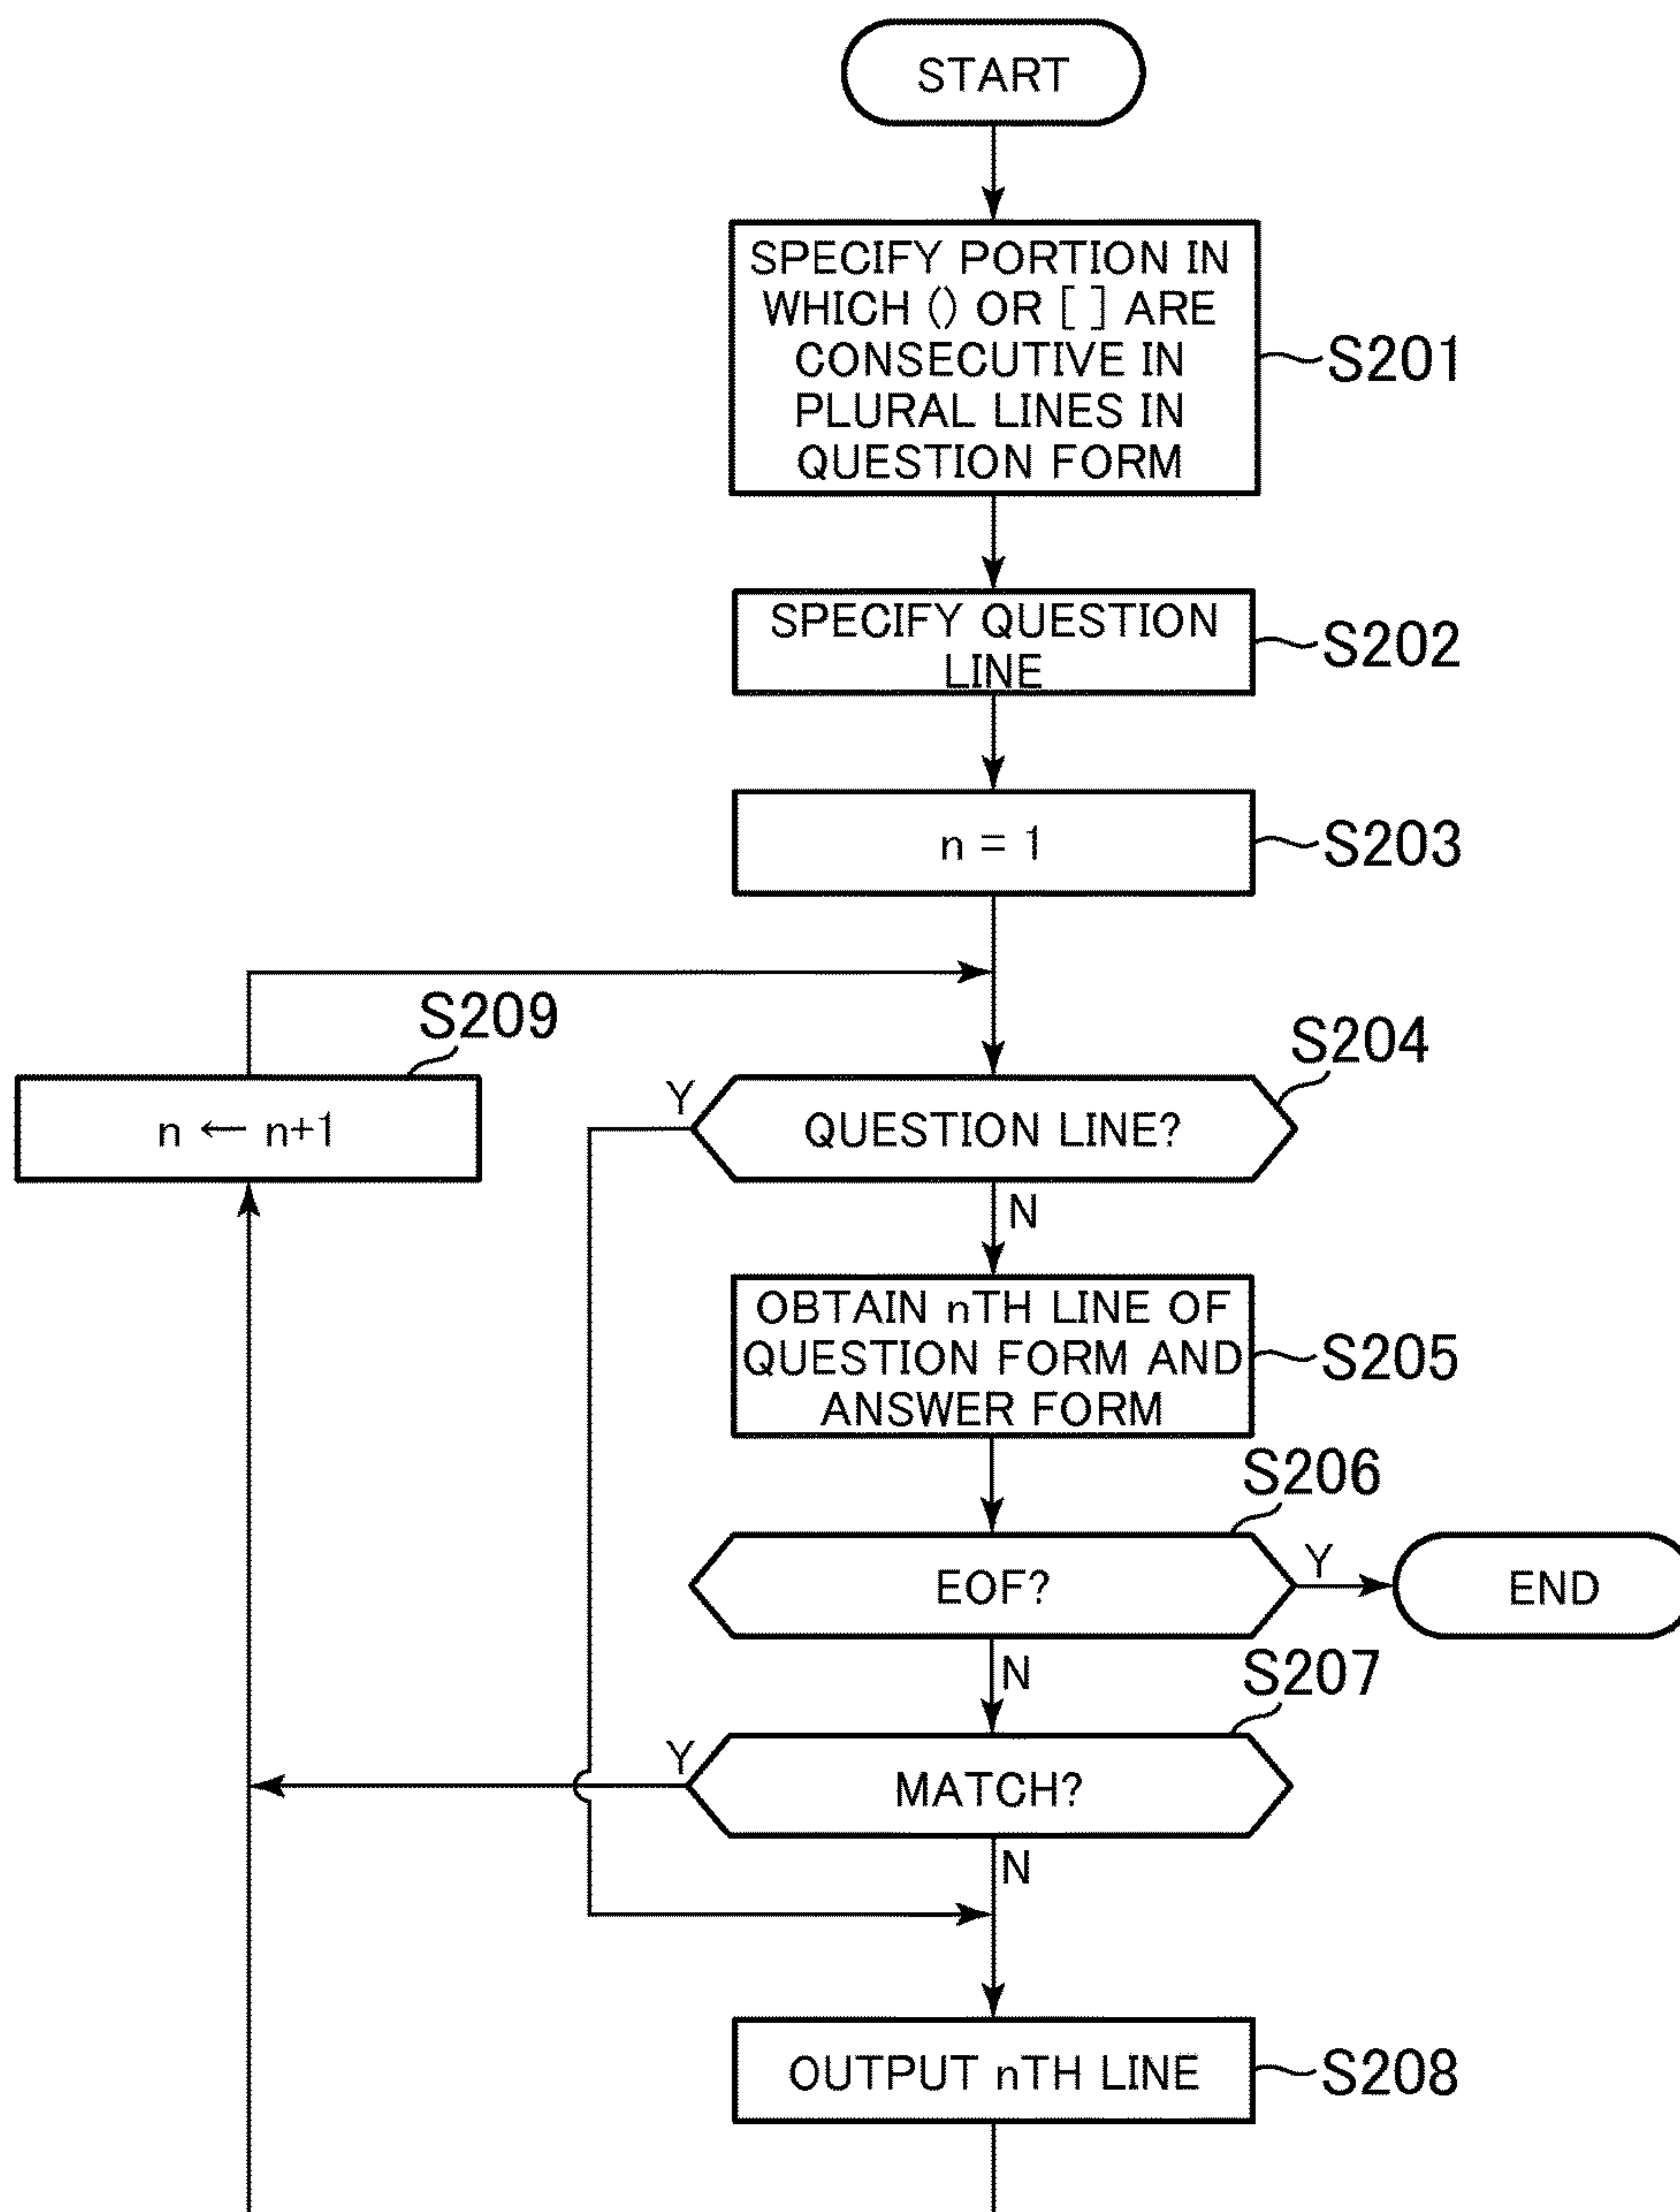 START
SPECIFY PORTION IN
WHICH () OR [ ] ARE
CONSECUTIVE IN
PLURAL LINES IN
QUESTION FORM
S201
SPECIFY QUESTION
LINE
S202
n = 1
S203
S209
n ← n+1
S204
Y
QUESTION LINE?
N
OBTAIN nTH LINE OF
QUESTION FORM AND
ANSWER FORM
S205
S206
EOF?
Y
END
N
S207
Y
MATCH?
N
OUTPUT nTH LINE
S208